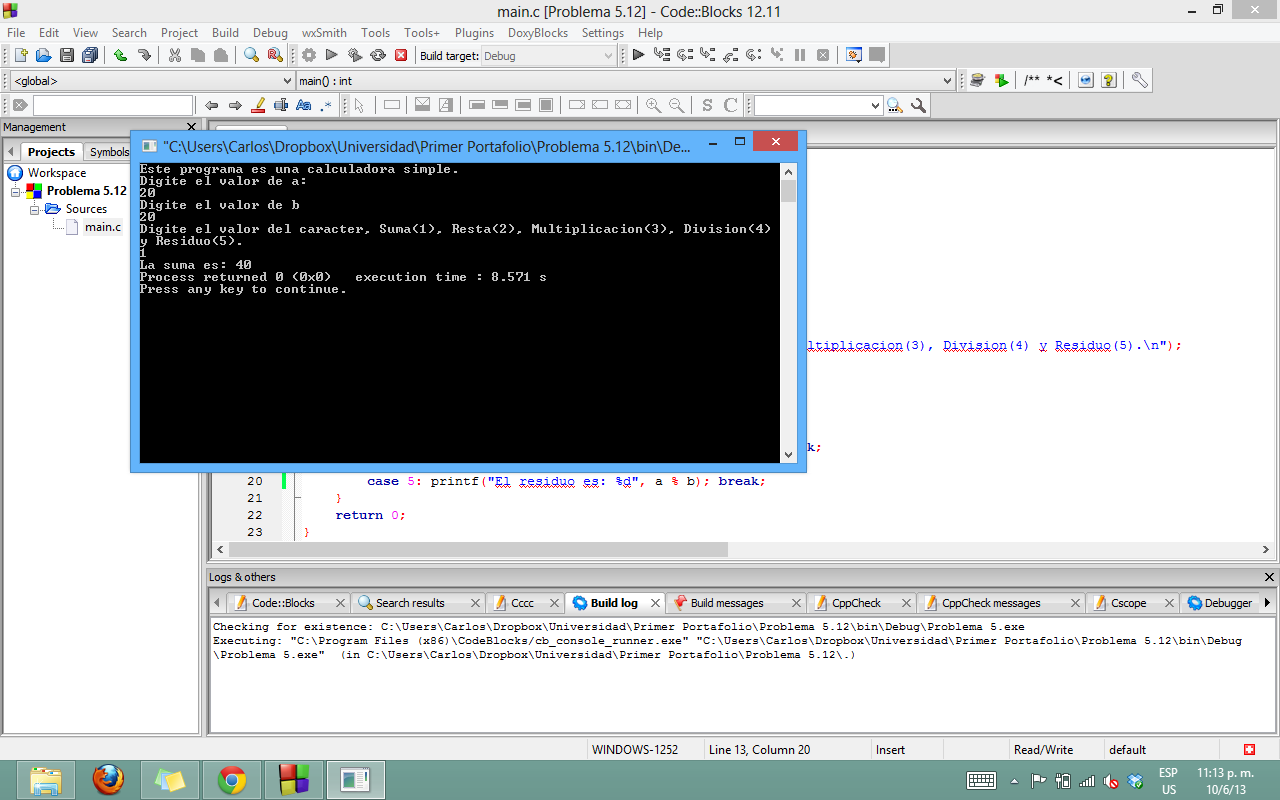 main.c [Problema 5.12] - Code::Blocks 12.11
File Edit View Search Project Build Debug wxSmith Tools Tools+ Plugins DoxyBlocks Settings Help
Build target: Debug
<global> main() : int
/** *<
Aa .* S C
Management
Projects Symbols
Workspace
Problema 5.12
Sources
main.c
"C:\Users\Carlos\Dropbox\Universidad\Primer Portafolio\Problema 5.12\bin\De...
Este programa es una calculadora simple.
Digite el valor de a:
20
Digite el valor de b
20
Digite el valor del caracter, Suma(1), Resta(2), Multiplicacion(3), Division(4)
y Residuo(5).
1
La suma es: 40
Process returned 0 (0x0) execution time : 8.571 s
Press any key to continue.
ltiplicacion(3), Division(4) y Residuo(5).\n");
k;
20 case 5: printf("El residuo es: %d", a % b); break;
21 }
22 return 0;
23 }
Logs & others
Code::Blocks Search results Cccc Build log Build messages CppCheck CppCheck messages Cscope Debugger
Checking for existence: C:\Users\Carlos\Dropbox\Universidad\Primer Portafolio\Problema 5.12\bin\Debug\Problema 5.exe
Executing: "C:\Program Files (x86)\CodeBlocks/cb_console_runner.exe" "C:\Users\Carlos\Dropbox\Universidad\Primer Portafolio\Problema 5.12\bin\Debug
\Problema 5.exe" (in C:\Users\Carlos\Dropbox\Universidad\Primer Portafolio\Problema 5.12\.)
WINDOWS-1252 Line 13, Column 20 Insert Read/Write default
ESP
US
11:13 p. m.
10/6/13